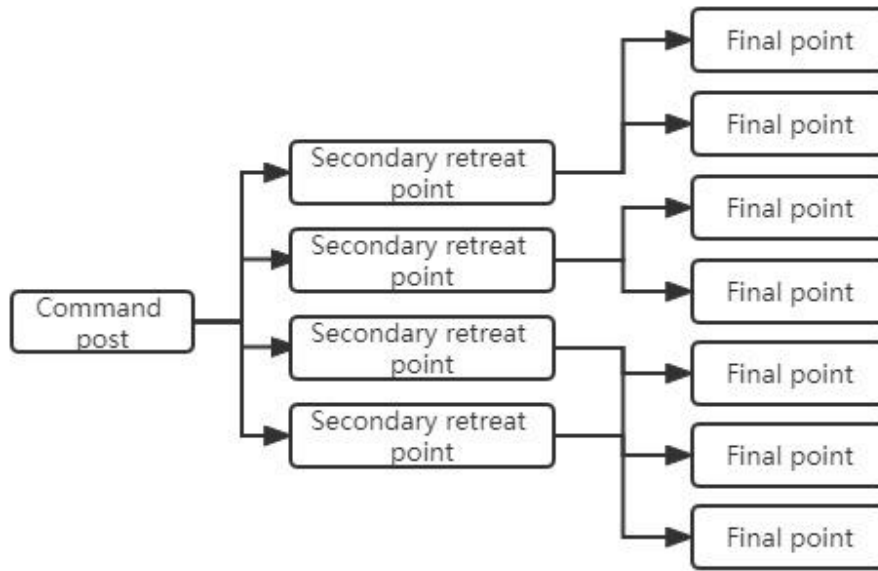 Command
post
Secondary retreat
point
Secondary retreat
point
Secondary retreat
point
Secondary retreat
point
Final point
Final point
Final point
Final point
Final point
Final point
Final point